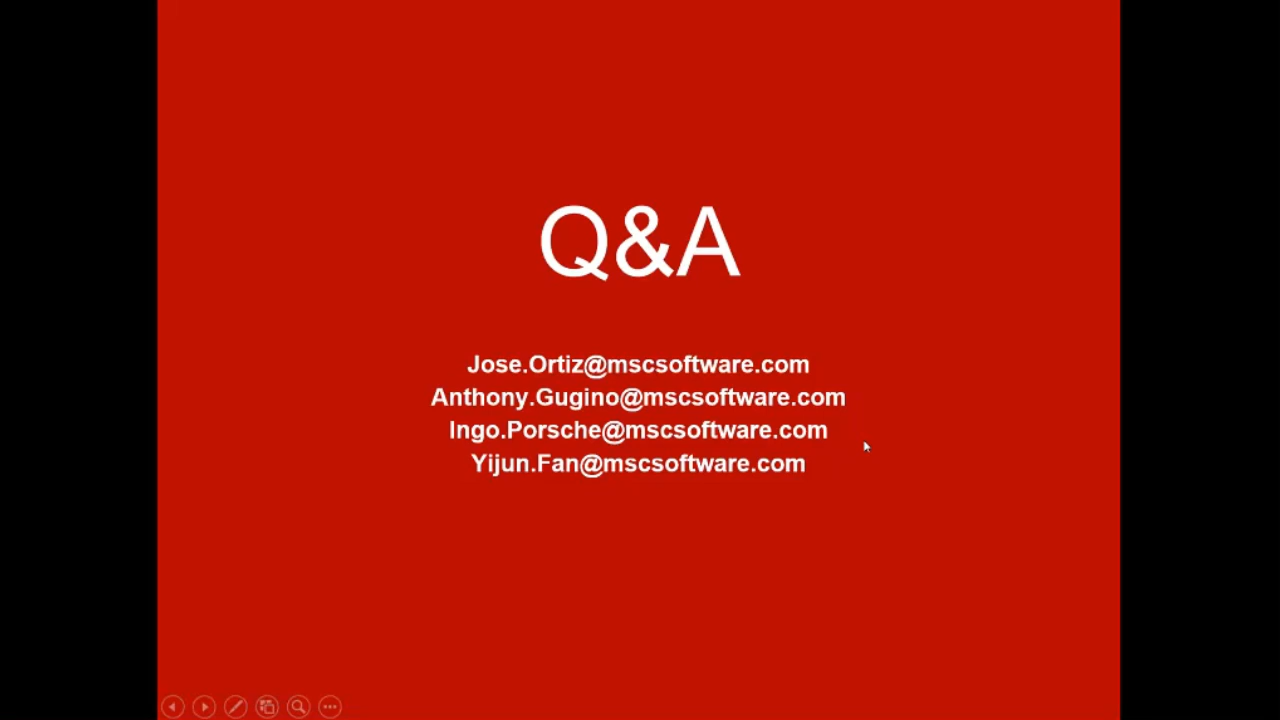 Q&A
Jose.Ortiz@mscsoftware.com
Anthony.Gugino@mscsoftware.com
Ingo.Porsche@mscsoftware.com
Yijun.Fan@mscsoftware.com